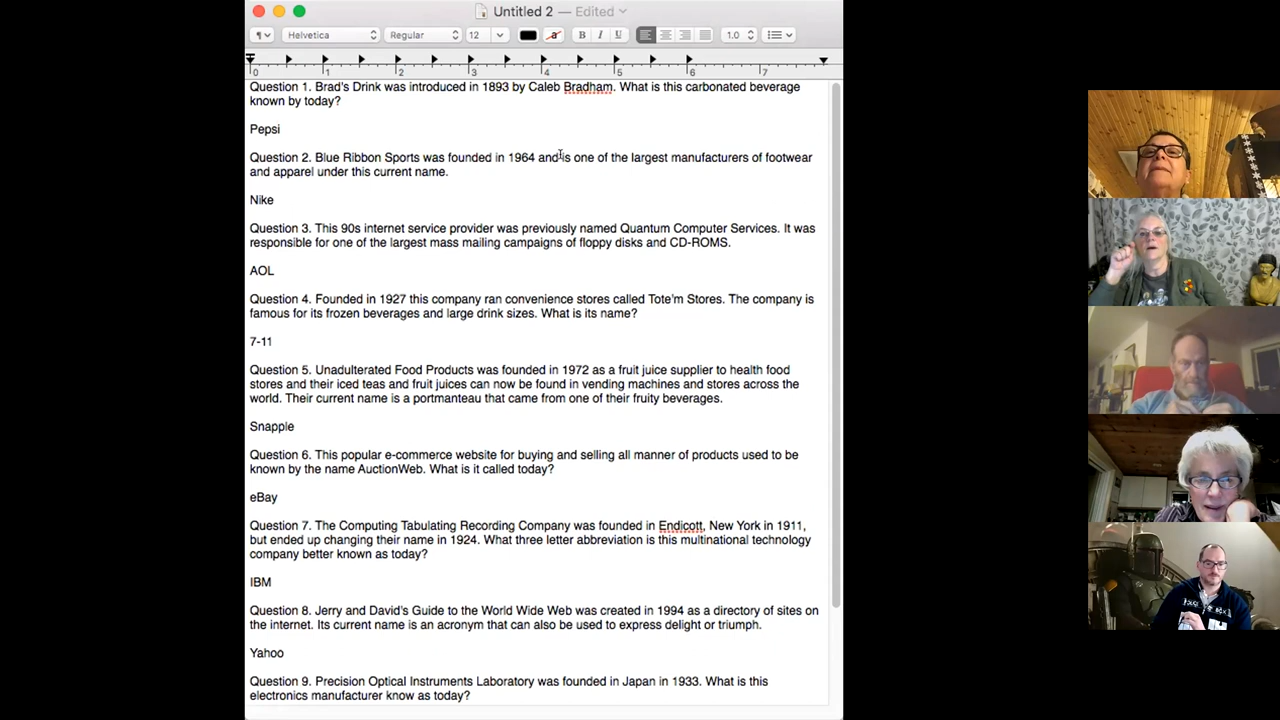 Untitled 2 — Edited
¶ Helvetica Regular 12 a B I U 1.0
0 1 2 3 4 5 6 7
Question 1. Brad's Drink was introduced in 1893 by Caleb Bradham. What is this carbonated beverage
known by today?
Pepsi
Question 2. Blue Ribbon Sports was founded in 1964 and is one of the largest manufacturers of footwear
and apparel under this current name.
Nike
Question 3. This 90s internet service provider was previously named Quantum Computer Services. It was
responsible for one of the largest mass mailing campaigns of floppy disks and CD-ROMS.
AOL
Question 4. Founded in 1927 this company ran convenience stores called Tote'm Stores. The company is
famous for its frozen beverages and large drink sizes. What is its name?
7-11
Question 5. Unadulterated Food Products was founded in 1972 as a fruit juice supplier to health food
stores and their iced teas and fruit juices can now be found in vending machines and stores across the
world. Their current name is a portmanteau that came from one of their fruity beverages.
Snapple
Question 6. This popular e-commerce website for buying and selling all manner of products used to be
known by the name AuctionWeb. What is it called today?
eBay
Question 7. The Computing Tabulating Recording Company was founded in Endicott, New York in 1911,
but ended up changing their name in 1924. What three letter abbreviation is this multinational technology
company better known as today?
IBM
Question 8. Jerry and David's Guide to the World Wide Web was created in 1994 as a directory of sites on
the internet. Its current name is an acronym that can also be used to express delight or triumph.
Yahoo
Question 9. Precision Optical Instruments Laboratory was founded in Japan in 1933. What is this
electronics manufacturer know as today?